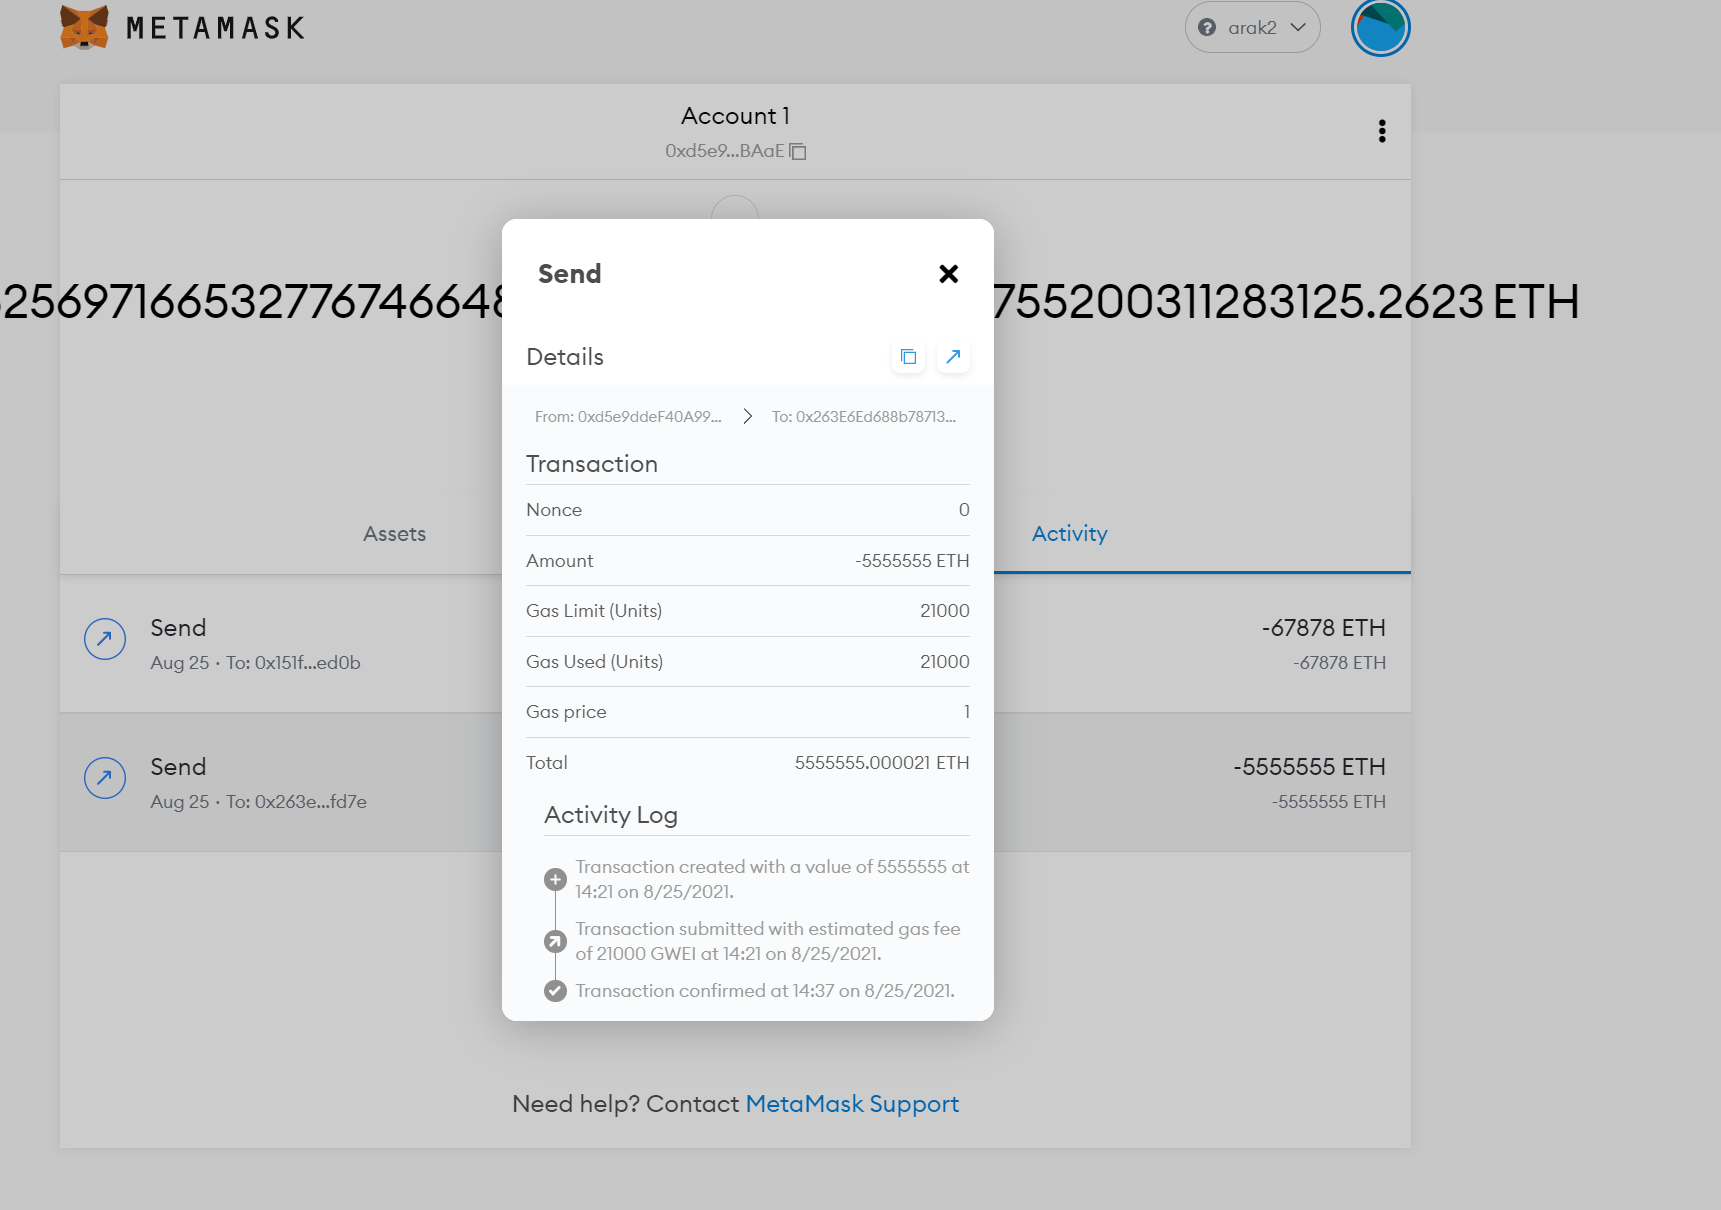 METAMASK
arak2
Account 1
0xd5e9...BAaE
2569716653277674664
755200311283125.2623 ETH
Send
Details
From: 0xd5e9ddeF40A99... To: 0x263E6Ed688b78713...
Transaction
Nonce 0
Amount -5555555 ETH
Gas Limit (Units) 21000
Gas Used (Units) 21000
Gas price 1
Total 5555555.000021 ETH
Activity Log
Transaction created with a value of 5555555 at
14:21 on 8/25/2021.
Transaction submitted with estimated gas fee
of 21000 GWEI at 14:21 on 8/25/2021.
Transaction confirmed at 14:37 on 8/25/2021.
Assets
Activity
Send
Aug 25 · To: 0x151f...ed0b
-67878 ETH
-67878 ETH
Send
Aug 25 · To: 0x263e...fd7e
-5555555 ETH
-5555555 ETH
Need help? Contact MetaMask Support